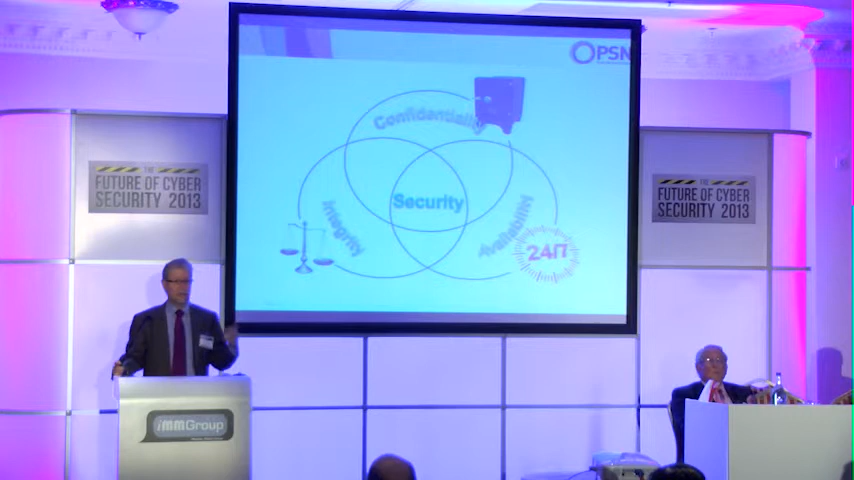 PSN
Confidentiality
Security
Integrity
Availability
24/7
THE
FUTURE OF CYBER
SECURITY 2013
THE
FUTURE OF CYBER
SECURITY 2013
iMMGroup